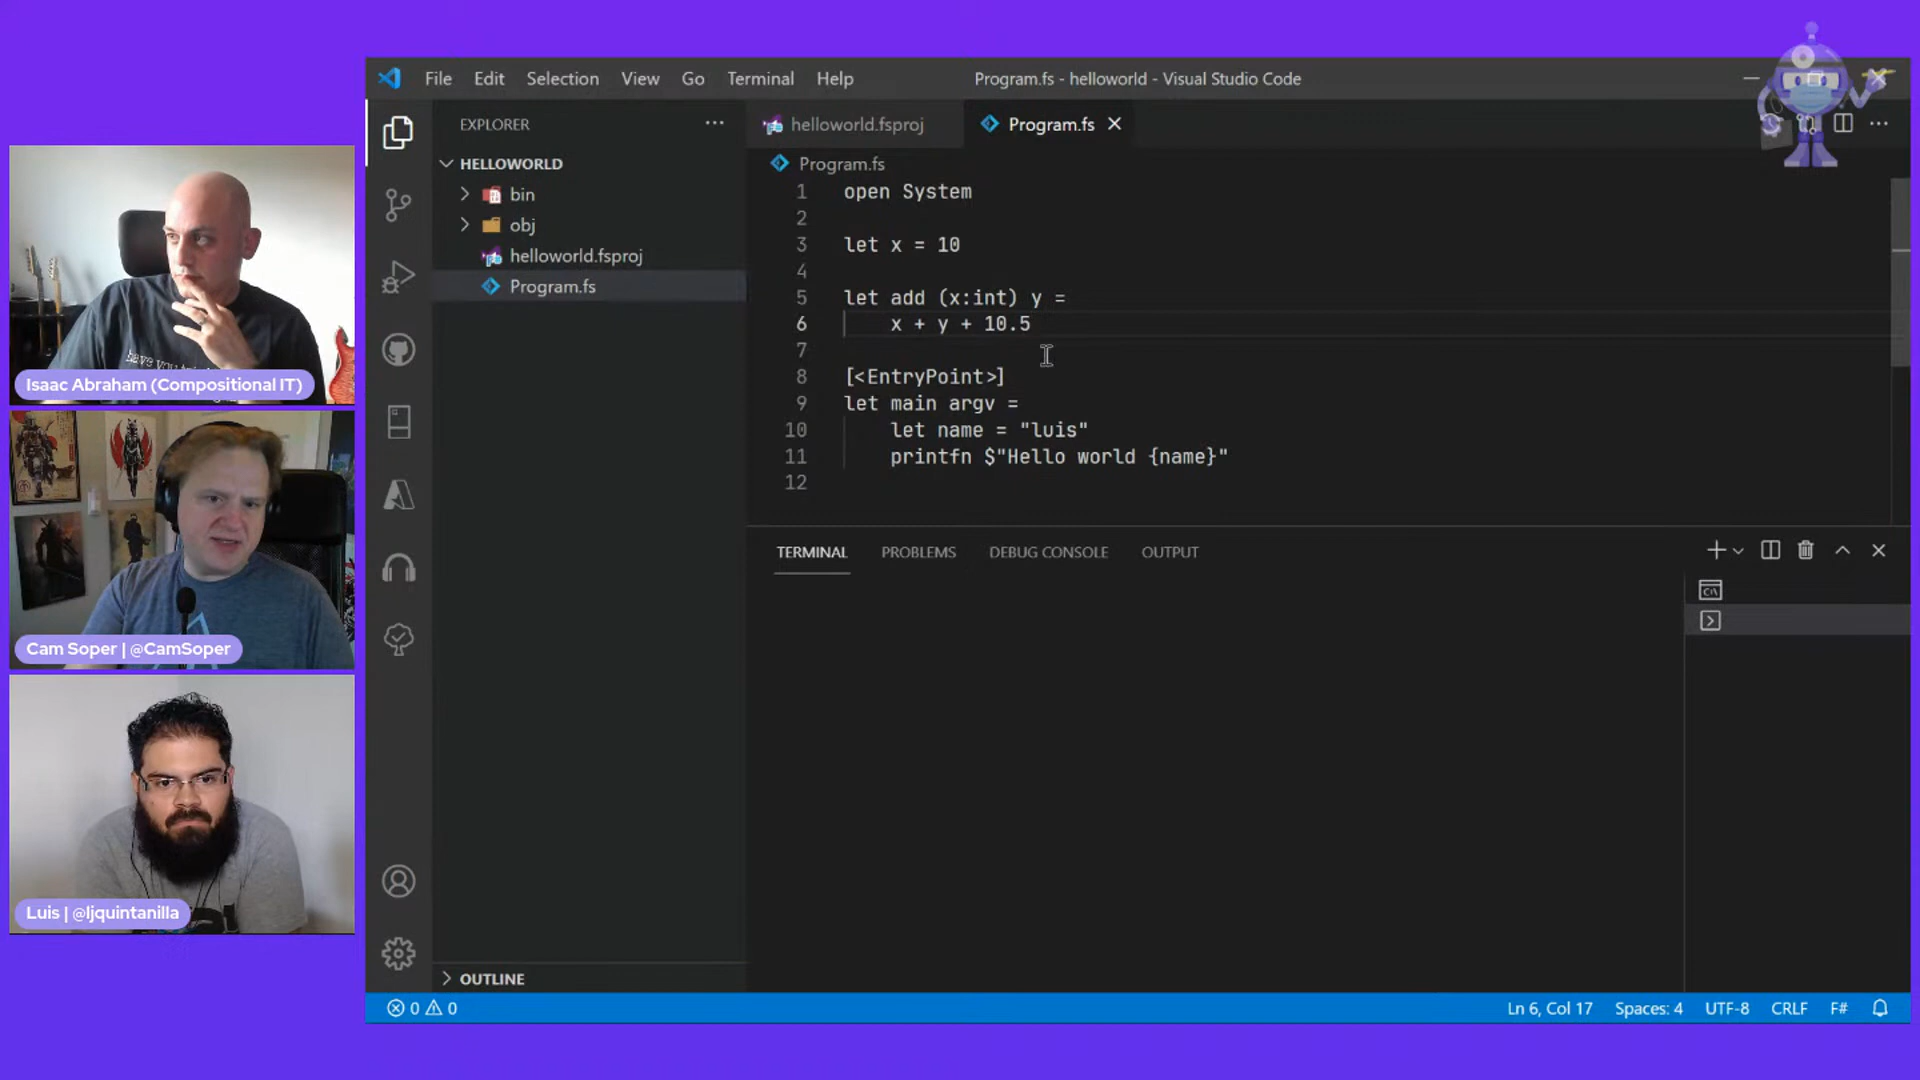 File Edit Selection View Go Terminal Help Program.fs - helloworld - Visual Studio Code
EXPLORER
helloworld.fsproj Program.fs
HELLOWORLD
bin
obj
helloworld.fsproj
Program.fs
OUTLINE
Program.fs
1 open System
2
3 let x = 10
4
5 let add (x:int) y =
6 x + y + 10.5
7
8 [<EntryPoint>]
9 let main argv =
10 let name = "luis"
11 printfn $"Hello world {name}"
12
TERMINAL PROBLEMS DEBUG CONSOLE OUTPUT
0 0 Ln 6, Col 17 Spaces: 4 UTF-8 CRLF F#
Isaac Abraham (Compositional IT)
Cam Soper | @CamSoper
Luis | @ljquintanilla